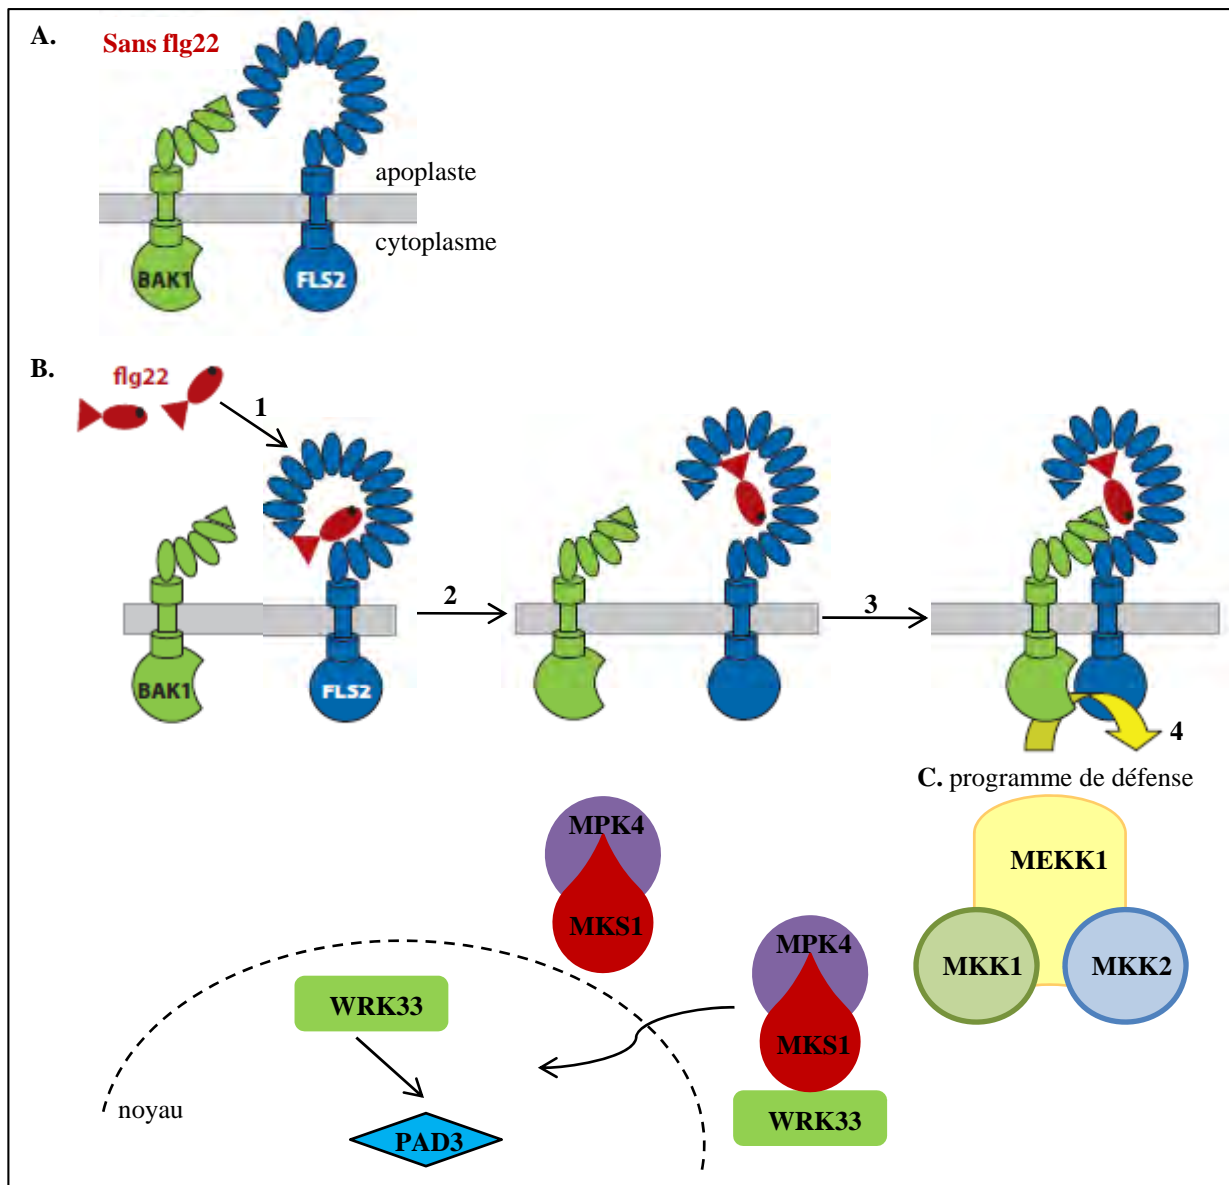 A.
Sans flg22
apoplaste
cytoplasme
BAK1
FLS2
B.
flg22
1
2
3
BAK1
FLS2
4
C. programme de défense
MPK4
MKS1
MEKK1
MKK1
MKK2
MPK4
MKS1
WRK33
WRK33
noyau
PAD3